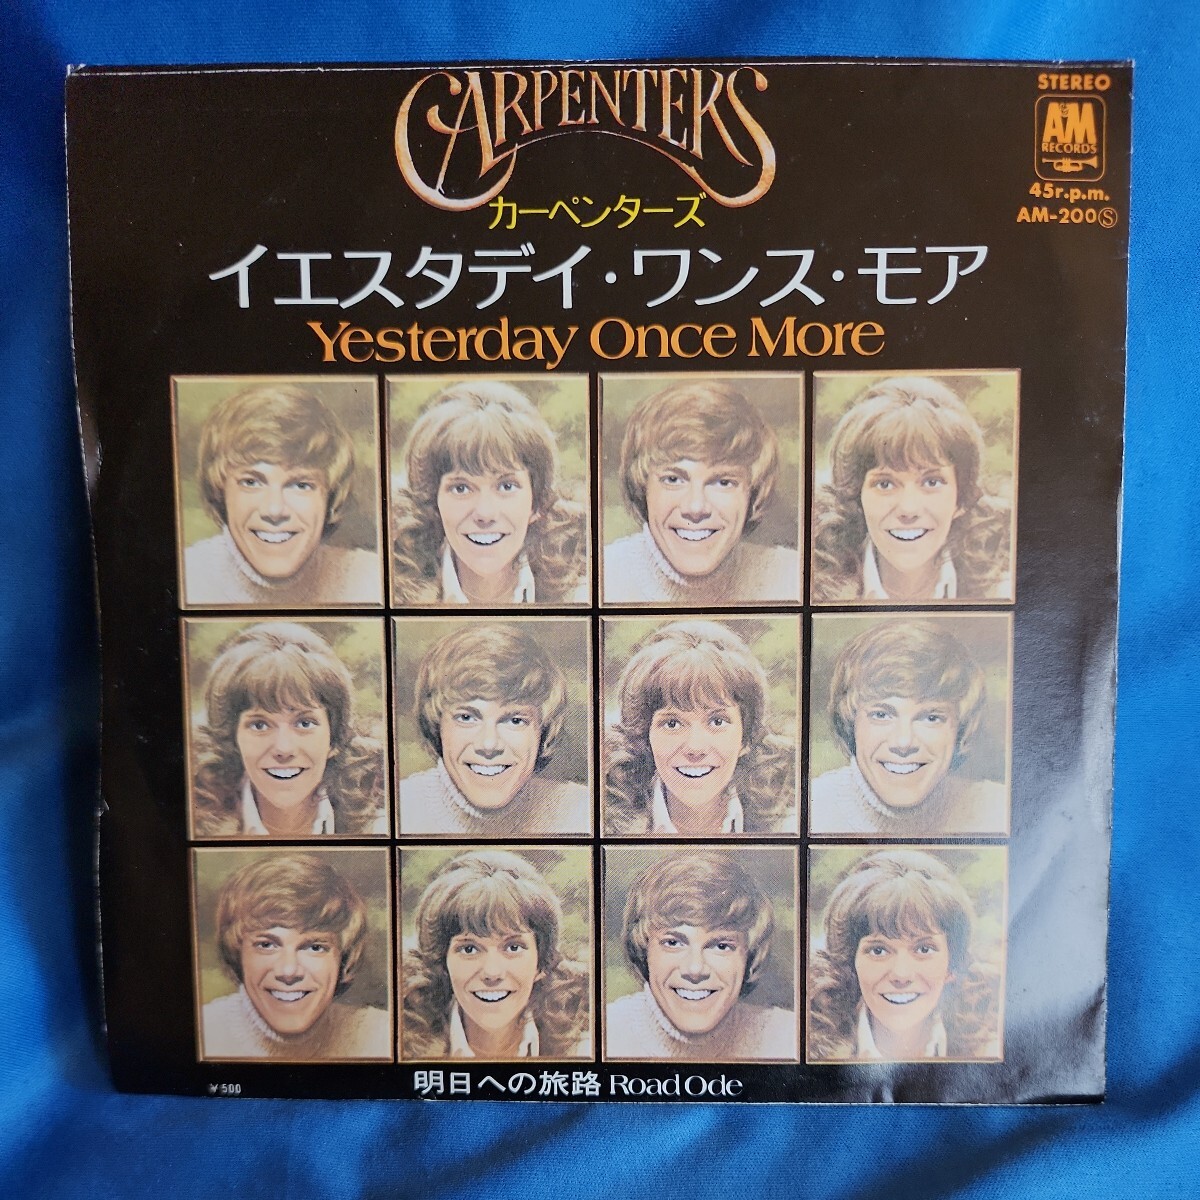 CARPENTERS
STEREO
A&M
RECORDS
45r.p.m.
AM-200Ⓢ
カーペンターズ
イエスタデイ・ワンス・モア
Yesterday Once More
¥500
明日への旅路 Road Ode